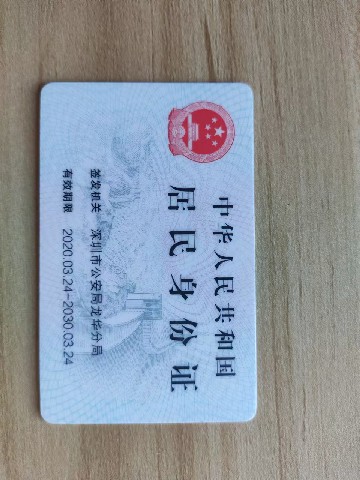 中华人民共和国
居民身份证
签发机关 深圳市公安局龙华分局
有效期限 2020.03.24-2030.03.24